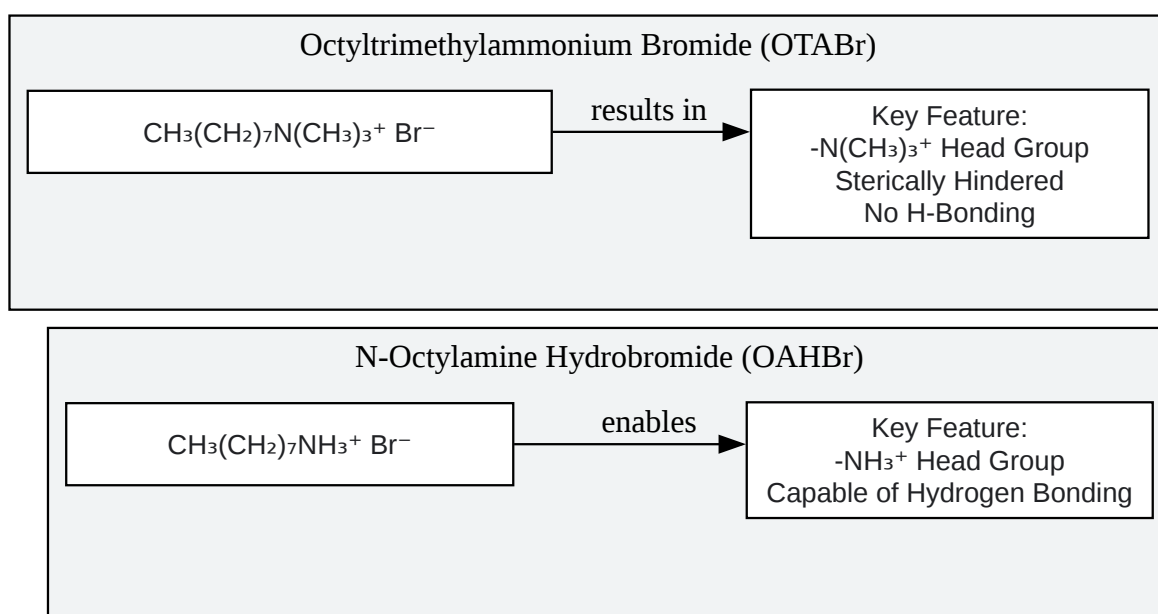 Octyltrimethylammonium Bromide (OTABr)
CH₃(CH₂)₇N(CH₃)₃⁺ Br⁻
results in
Key Feature:
-N(CH₃)₃⁺ Head Group
Sterically Hindered
No H-Bonding
N-Octylamine Hydrobromide (OAHBr)
CH₃(CH₂)₇NH₃⁺ Br⁻
enables
Key Feature:
-NH₃⁺ Head Group
Capable of Hydrogen Bonding